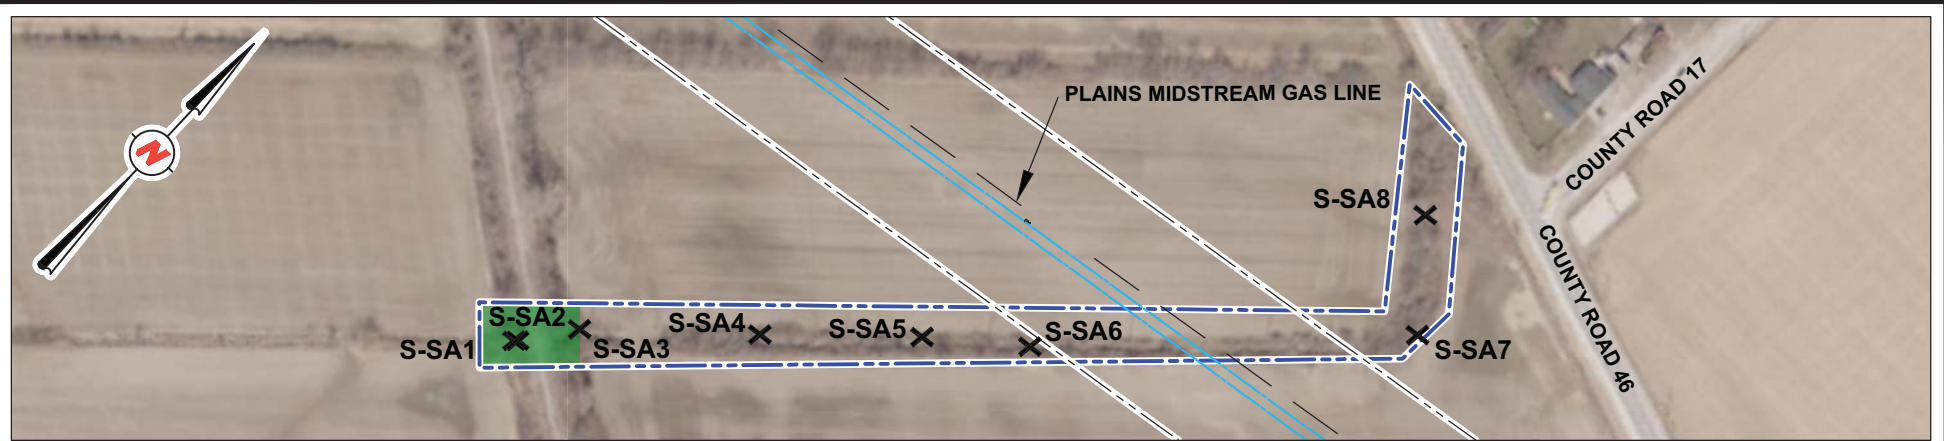 PLAINS MIDSTREAM GAS LINE
COUNTY ROAD 17
N
S-SA8
COUNTY ROAD 46
S-SA2
S-SA1
S-SA3
S-SA4
S-SA5
S-SA6
S-SA7